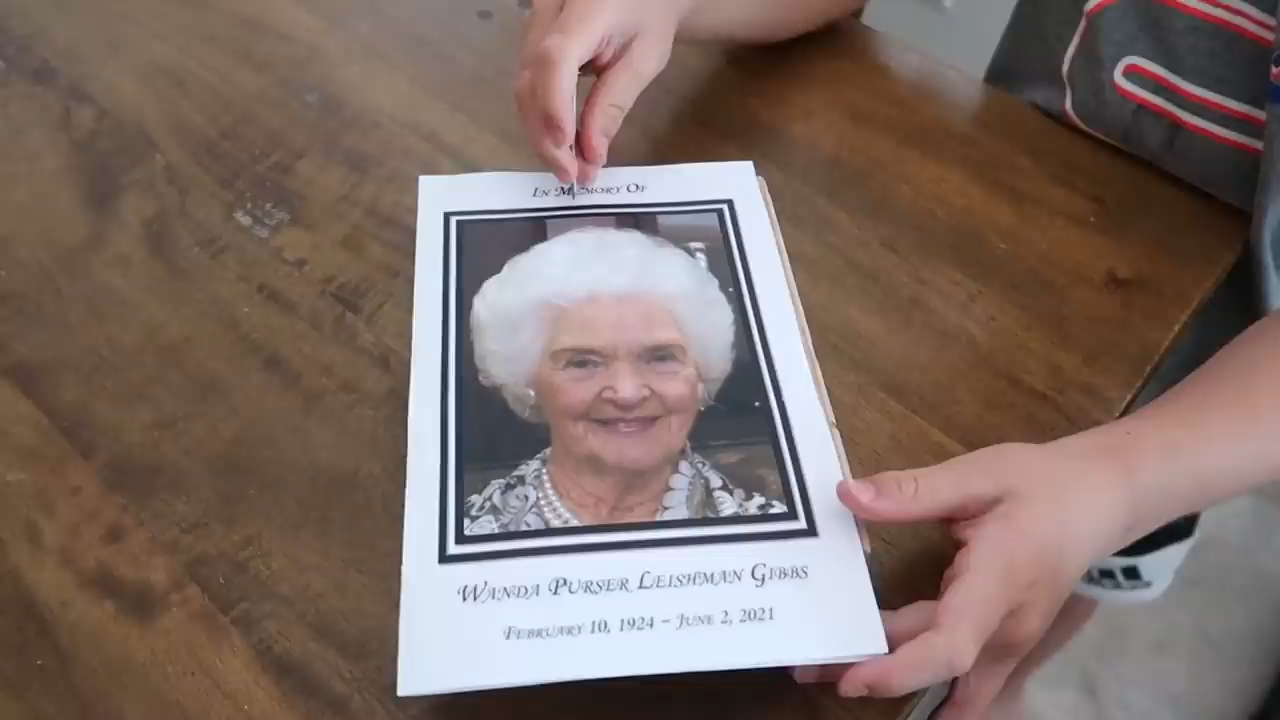 In Memory Of
Wanda Purser Leishman Gibbs
February 10, 1924 – June 2, 2021